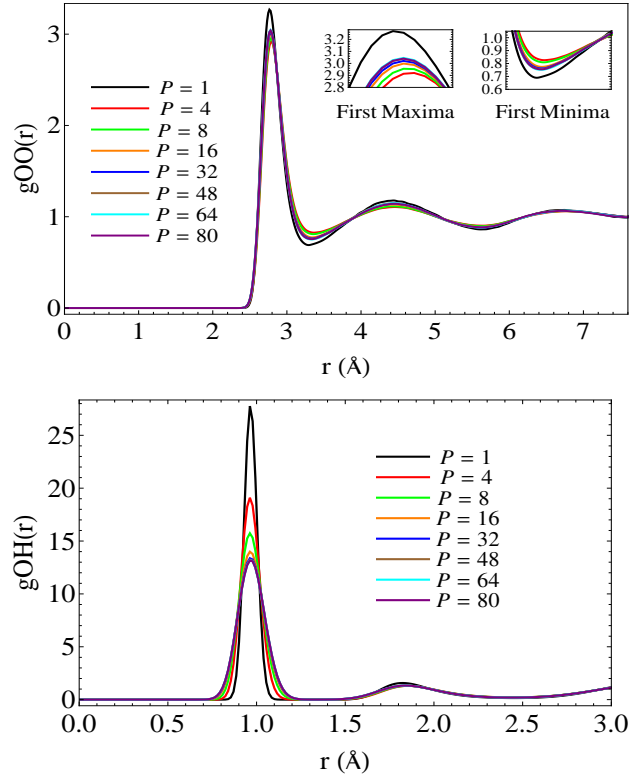 3.2
3.1
3.0
2.9
2.8
First Maxima
1.0
0.9
0.8
0.7
0.6
First Minima
P = 1
P = 4
P = 8
P = 16
P = 32
P = 48
P = 64
P = 80
gOO(r)
3
2
1
0
0 1 2 3 4 5 6 7
r (Å)
P = 1
P = 4
P = 8
P = 16
P = 32
P = 48
P = 64
P = 80
gOH(r)
25
20
15
10
5
0
0.0 0.5 1.0 1.5 2.0 2.5 3.0
r (Å)